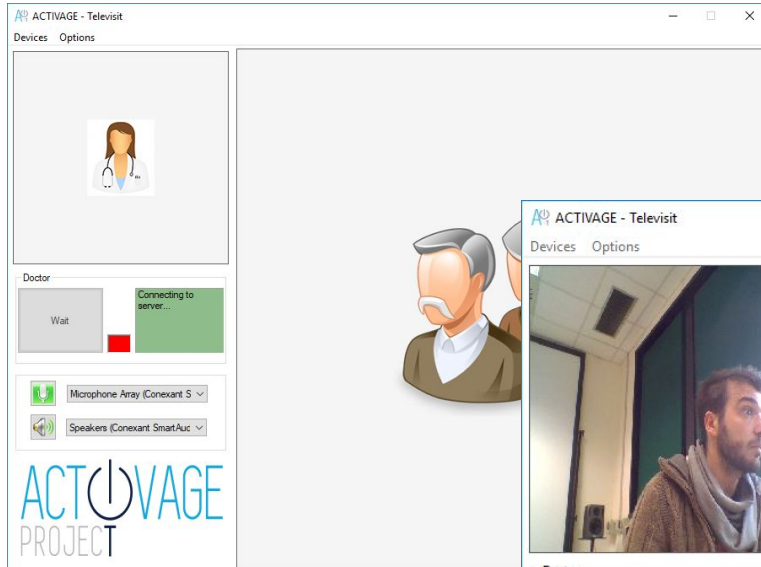 ACTIVAGE - Televisit
Devices Options
Doctor
Wait
Connecting to
server...
Microphone Array (Conexant S
Speakers (Conexant SmartAud
ACTIVAGE
PROJECT
ACTIVAGE - Televisit
Devices Options